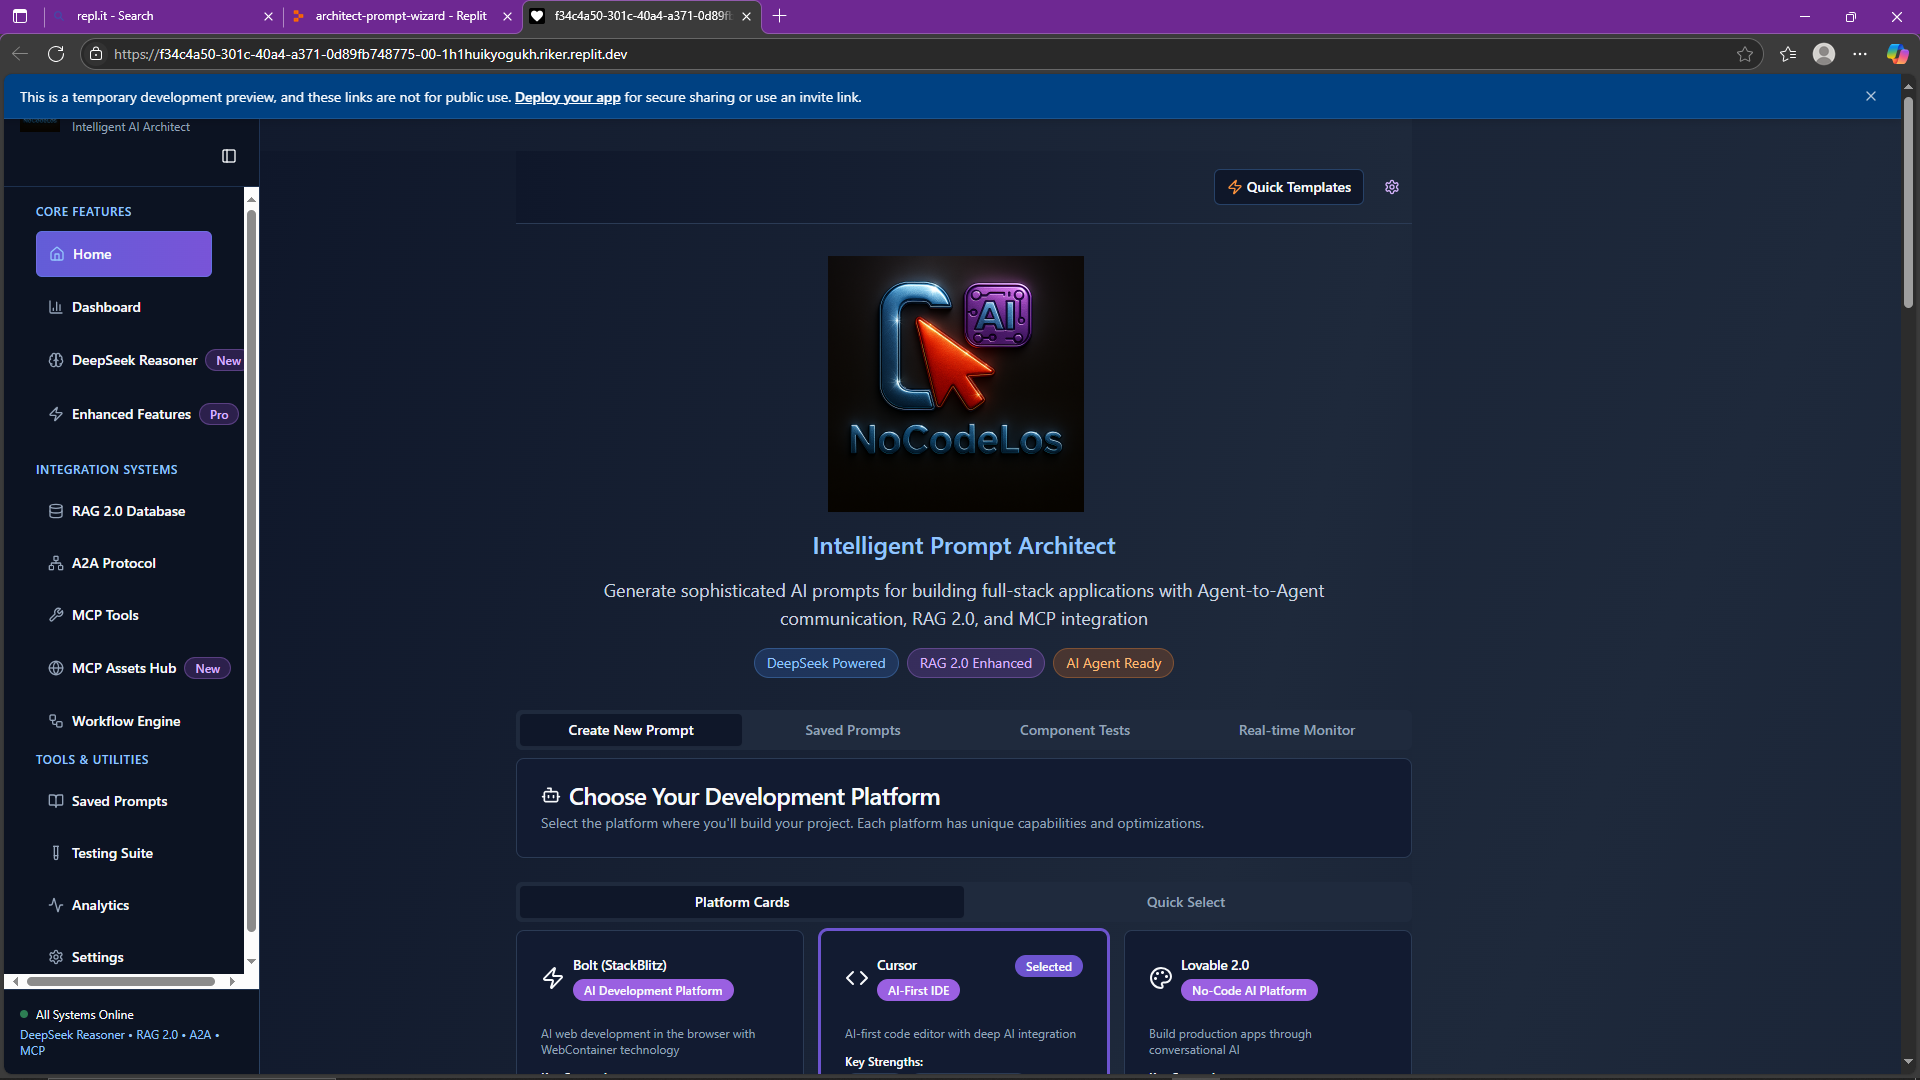 repl.it - Search
architect-prompt-wizard - Replit
f34c4a50-301c-40a4-a371-0d89f
https://f34c4a50-301c-40a4-a371-0d89fb748775-00-1h1huikyogukh.riker.replit.dev
This is a temporary development preview, and these links are not for public use. Deploy your app for secure sharing or use an invite link.
Intelligent AI Architect
CORE FEATURES
Home
Dashboard
DeepSeek Reasoner New
Enhanced Features Pro
INTEGRATION SYSTEMS
RAG 2.0 Database
A2A Protocol
MCP Tools
MCP Assets Hub New
Workflow Engine
TOOLS & UTILITIES
Saved Prompts
Testing Suite
Analytics
Settings
All Systems Online
DeepSeek Reasoner • RAG 2.0 • A2A •
MCP
Quick Templates
AI
NoCodeLos
Intelligent Prompt Architect
Generate sophisticated AI prompts for building full-stack applications with Agent-to-Agent
communication, RAG 2.0, and MCP integration
DeepSeek Powered
RAG 2.0 Enhanced
AI Agent Ready
Create New Prompt
Saved Prompts
Component Tests
Real-time Monitor
Choose Your Development Platform
Select the platform where you'll build your project. Each platform has unique capabilities and optimizations.
Platform Cards
Quick Select
Bolt (StackBlitz)
AI Development Platform
AI web development in the browser with
WebContainer technology
Cursor
Selected
AI-First IDE
AI-first code editor with deep AI integration
Key Strengths:
Lovable 2.0
No-Code AI Platform
Build production apps through
conversational AI